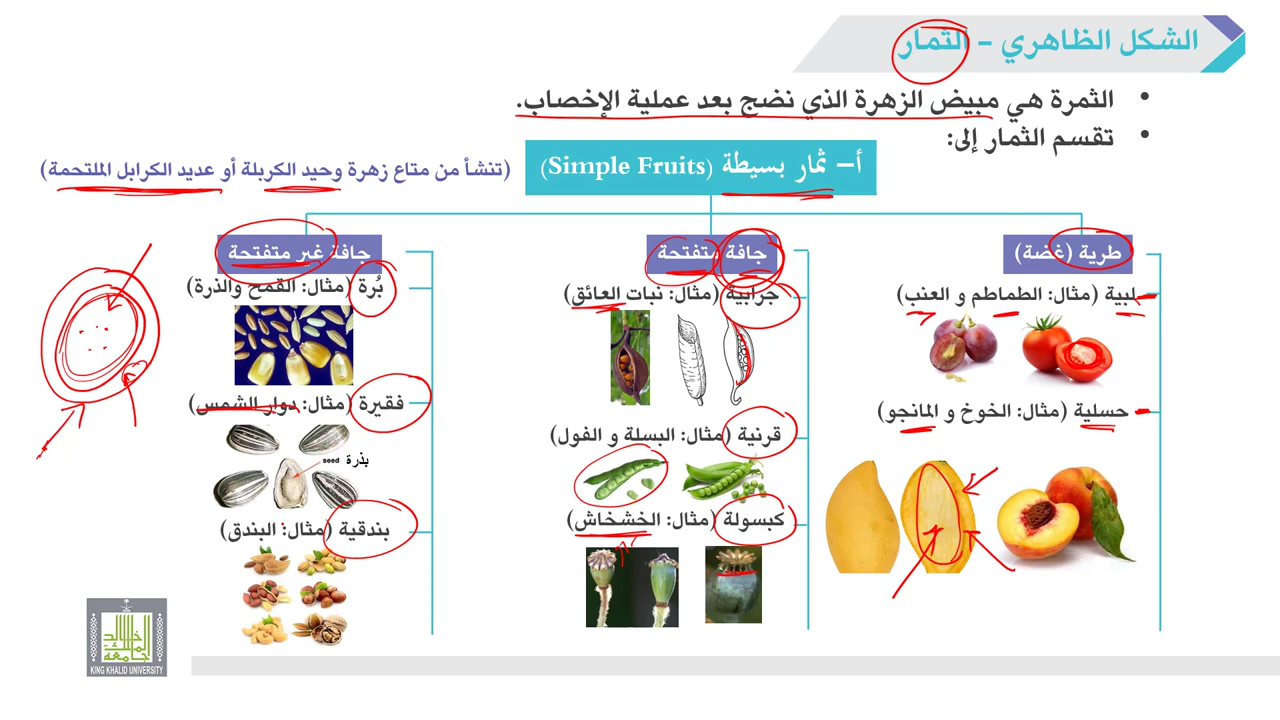 الشكل الظاهري – الثمار
• الثمرة هي مبيض الزهرة الذي نضج بعد عملية الإخصاب.
• تقسم الثمار إلى:
أ– ثمار بسيطة (Simple Fruits)
(تنشأ من متاع زهرة وحيد الكربلة أو عديد الكرابل الملتحمة)
طرية (غضة)
لبية (مثال: الطماطم و العنب)
حسلية (مثال: الخوخ و المانجو)
جافة متفتحة
جرابية (مثال: نبات العائق)
قرنية (مثال: البسلة و الفول)
كبسولة (مثال: الخشخاش)
جافة غير متفتحة
بُرة (مثال: القمح والذرة)
فقيرة (مثال: دوار الشمس)
بذرة seed
بندقية (مثال: البندق)
جامعة الملك خالد
KING KHALID UNIVERSITY